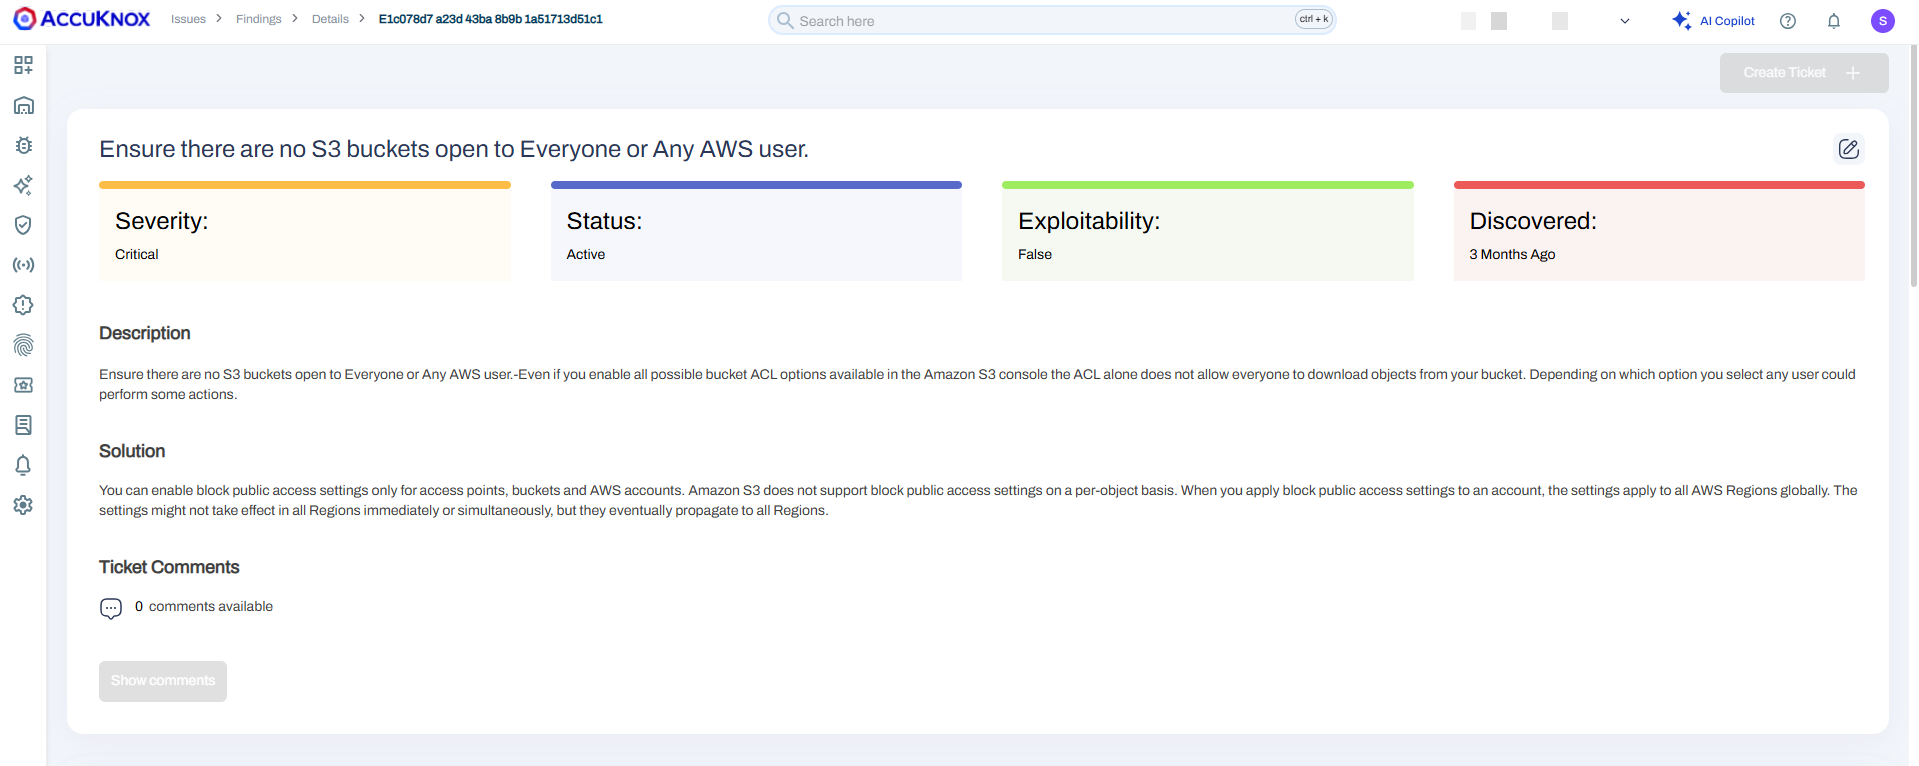 ACCUKNOX
Issues > Findings > Details > E1c078d7 a23d 43ba 8b9b 1a51713d51c1
Search here
ctrl + k
AI Copilot
S
Create Ticket +
Ensure there are no S3 buckets open to Everyone or Any AWS user.
Severity:
Critical
Status:
Active
Exploitability:
False
Discovered:
3 Months Ago
Description
Ensure there are no S3 buckets open to Everyone or Any AWS user.-Even if you enable all possible bucket ACL options available in the Amazon S3 console the ACL alone does not allow everyone to download objects from your bucket. Depending on which option you select any user could
perform some actions.
Solution
You can enable block public access settings only for access points, buckets and AWS accounts. Amazon S3 does not support block public access settings on a per-object basis. When you apply block public access settings to an account, the settings apply to all AWS Regions globally. The
settings might not take effect in all Regions immediately or simultaneously, but they eventually propagate to all Regions.
Ticket Comments
0 comments available
Show comments